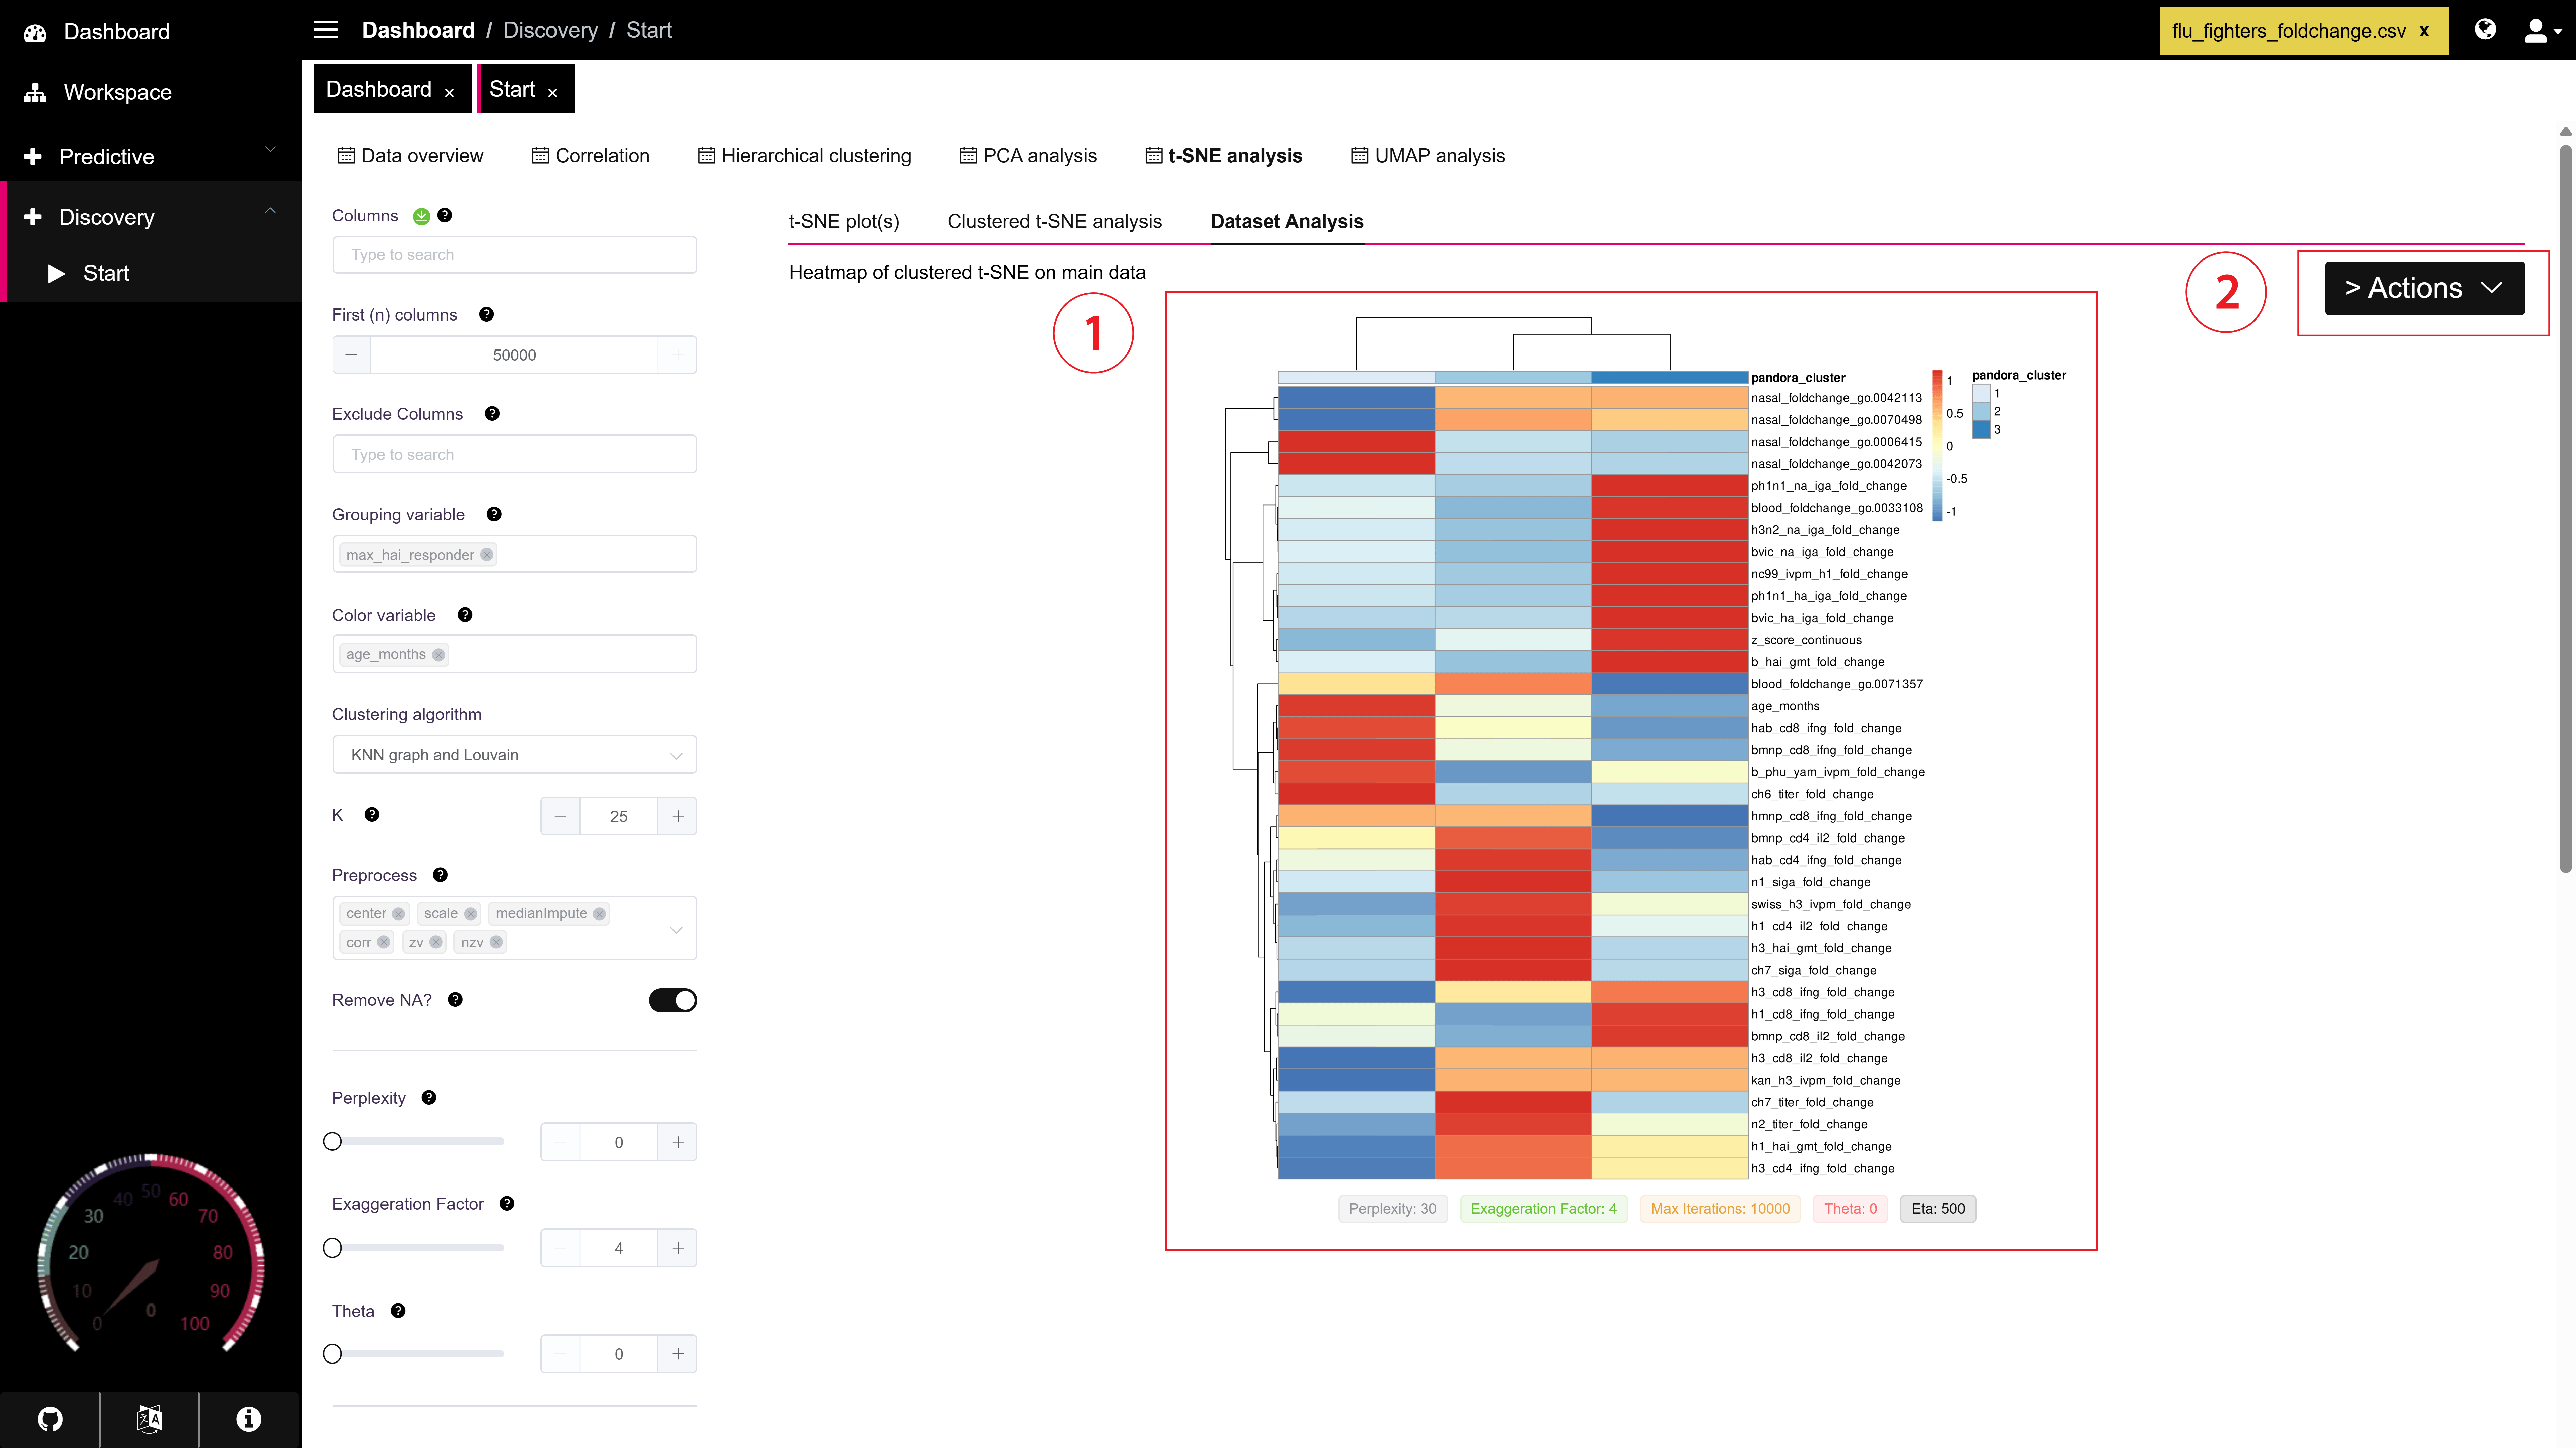 Dashboard
Workspace
Predictive
Discovery
Start
Dashboard / Discovery / Start
flu_fighters_foldchange.csv x
Dashboard x
Start x
Data overview
Correlation
Hierarchical clustering
PCA analysis
t-SNE analysis
UMAP analysis
Columns
Type to search
First (n) columns
50000
Exclude Columns
Type to search
Grouping variable
max_hai_responder
Color variable
age_months
Clustering algorithm
KNN graph and Louvain
K
25
Preprocess
center scale medianImpute
corr zv nzv
Remove NA?
Perplexity
0
Exaggeration Factor
4
Theta
0
t-SNE plot(s)
Clustered t-SNE analysis
Dataset Analysis
Heatmap of clustered t-SNE on main data
1
2
> Actions
pandora_cluster
nasal_foldchange_go.0042113
nasal_foldchange_go.0070498
nasal_foldchange_go.0006415
nasal_foldchange_go.0042073
ph1n1_na_iga_fold_change
blood_foldchange_go.0033108
h3n2_na_iga_fold_change
bvic_na_iga_fold_change
nc99_ivpm_h1_fold_change
ph1n1_ha_iga_fold_change
bvic_ha_iga_fold_change
z_score_continuous
b_hai_gmt_fold_change
blood_foldchange_go.0071357
age_months
hab_cd8_ifng_fold_change
bmnp_cd8_ifng_fold_change
b_phu_yam_ivpm_fold_change
ch6_titer_fold_change
hmnp_cd8_ifng_fold_change
bmnp_cd4_il2_fold_change
hab_cd4_ifng_fold_change
n1_siga_fold_change
swiss_h3_ivpm_fold_change
h1_cd4_il2_fold_change
h3_hai_gmt_fold_change
ch7_siga_fold_change
h3_cd8_ifng_fold_change
h1_cd8_ifng_fold_change
bmnp_cd8_il2_fold_change
h3_cd8_il2_fold_change
kan_h3_ivpm_fold_change
ch7_titer_fold_change
n2_titer_fold_change
h1_hai_gmt_fold_change
h3_cd4_ifng_fold_change
1
0.5
0
-0.5
-1
pandora_cluster
1
2
3
Perplexity: 30
Exaggeration Factor: 4
Max Iterations: 10000
Theta: 0
Eta: 500
0
10
20
30
40
50
60
70
80
90
100
0